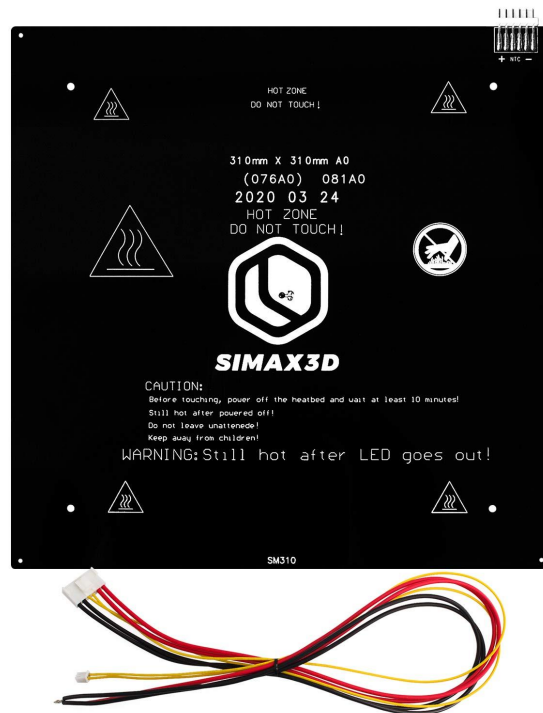 + NTC −
HOT ZONE
DO NOT TOUCH!
310mm X 310mm A0
(076A0) 081A0
2020 03 24
HOT ZONE
DO NOT TOUCH!
SIMAX3D
CAUTION:
Before touching, power off the heatbed and wait at least 10 minutes!
Still hot after powered off!
Do not leave unattenede!
Keep away from children!
WARNING:Still hot after LED goes out!
SM310